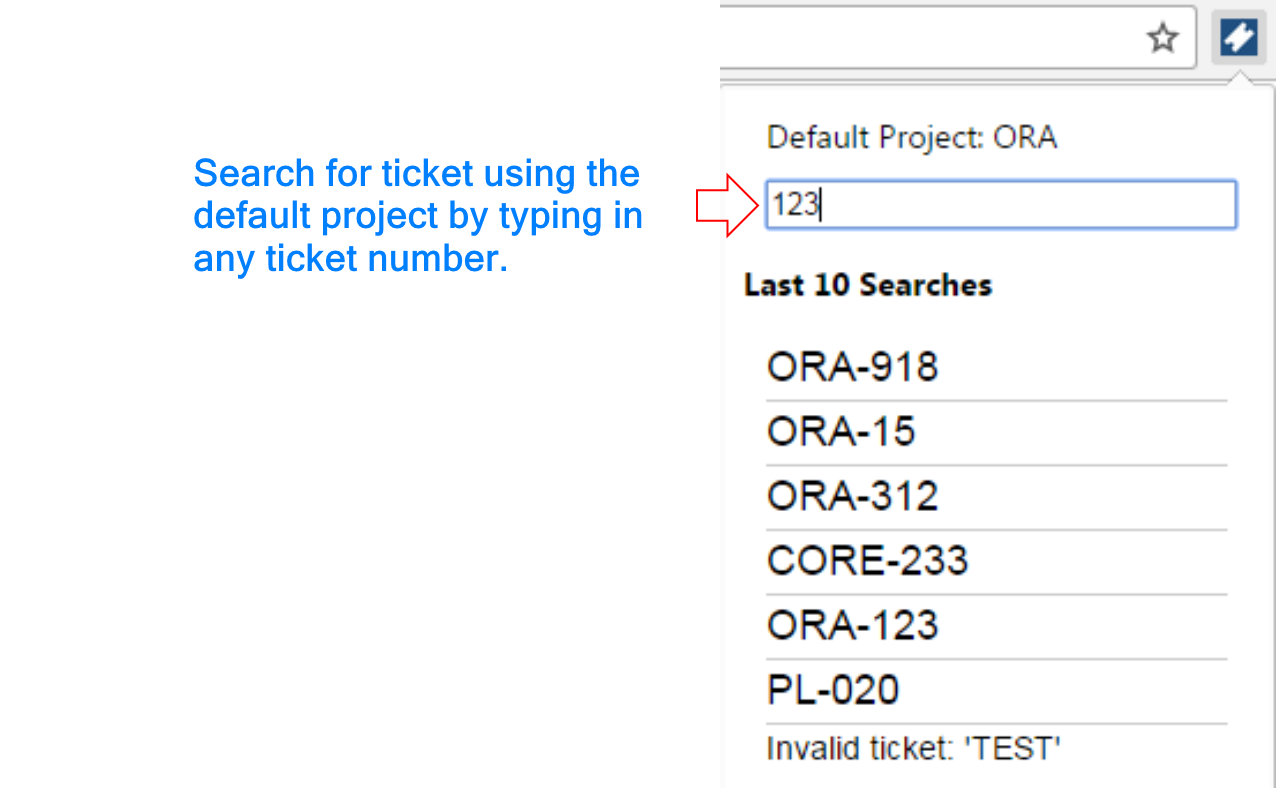 Search for ticket using the
default project by typing in
any ticket number.
Default Project: ORA
123
Last 10 Searches
ORA-918
ORA-15
ORA-312
CORE-233
ORA-123
PL-020
Invalid ticket: 'TEST'